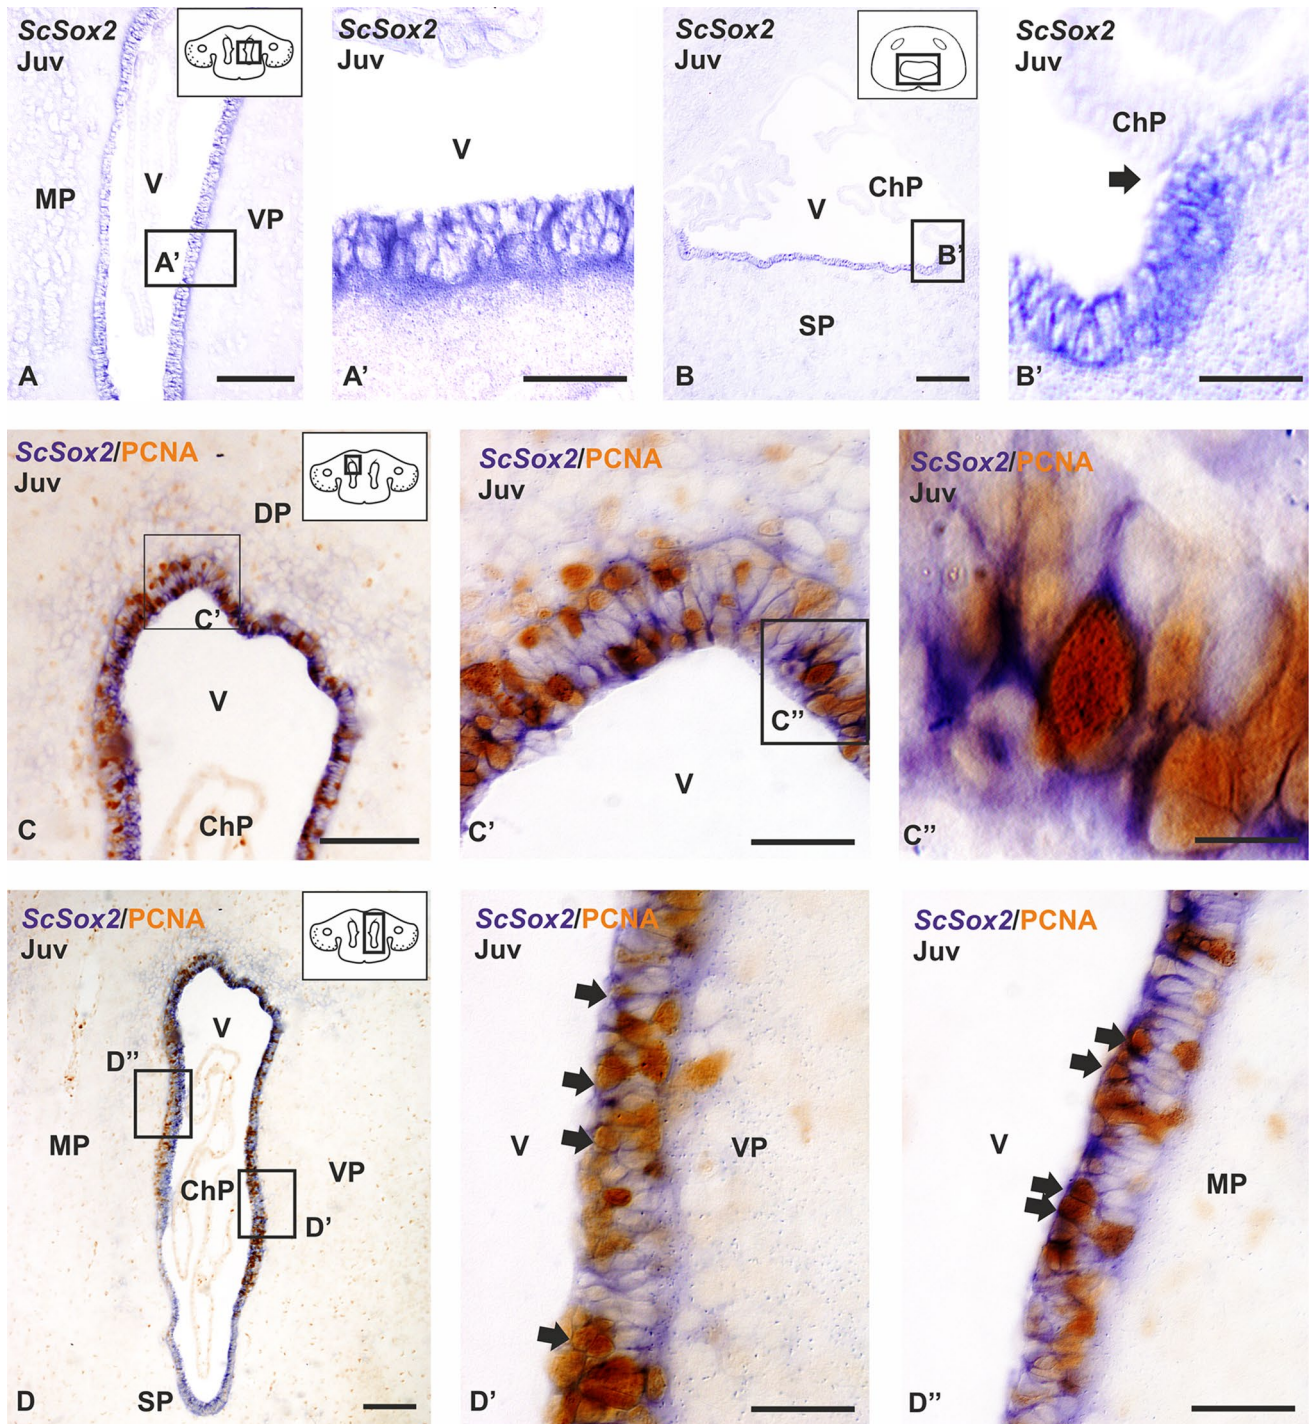 ScSox2
Juv
MP
V
VP
A’
A
ScSox2
Juv
V
A’
ScSox2
Juv
ChP
V
B’
SP
B
ScSox2
Juv
ChP
B’
ScSox2/PCNA
Juv
DP
C’
V
ChP
C
ScSox2/PCNA
Juv
C’’
V
C’
ScSox2/PCNA
Juv
C’’
ScSox2/PCNA
Juv
V
D’’
MP
ChP
VP
D’
SP
D
ScSox2/PCNA
Juv
V
VP
D’
ScSox2/PCNA
Juv
V
MP
D’’